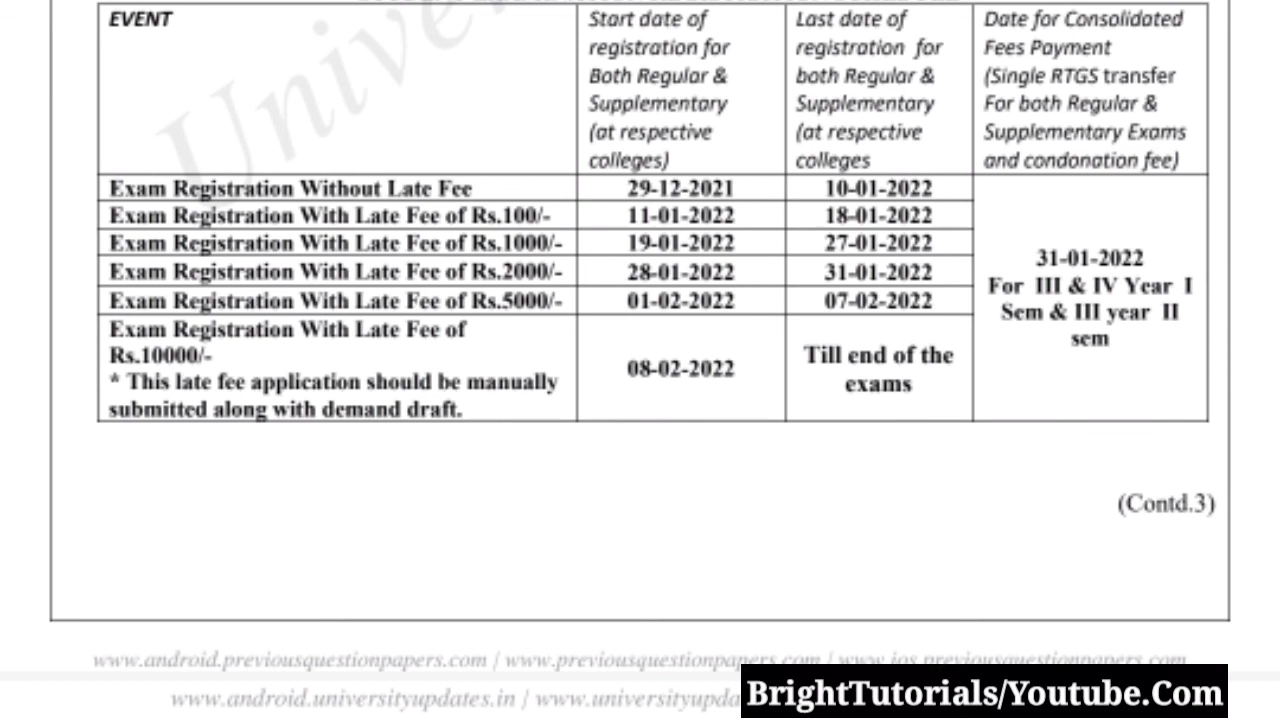 Unive
EVENT
Start date of
registration for
Both Regular &
Supplementary
(at respective
colleges)
Last date of
registration for
both Regular &
Supplementary
(at respective
colleges
Date for Consolidated
Fees Payment
(Single RTGS transfer
For both Regular &
Supplementary Exams
and condonation fee)
Exam Registration Without Late Fee 29-12-2021 10-01-2022
Exam Registration With Late Fee of Rs.100/- 11-01-2022 18-01-2022
Exam Registration With Late Fee of Rs.1000/- 19-01-2022 27-01-2022
Exam Registration With Late Fee of Rs.2000/- 28-01-2022 31-01-2022
Exam Registration With Late Fee of Rs.5000/- 01-02-2022 07-02-2022
Exam Registration With Late Fee of
Rs.10000/-
* This late fee application should be manually
submitted along with demand draft.
08-02-2022
Till end of the
exams
31-01-2022
For III & IV Year I
Sem & III year II
sem
(Contd.3)
www.android.previousquestionpapers.com | www.previousquestionpapers.com | www.ios.previousquestionpapers.com
www.android.universityupdates.in | www.universityupda
BrightTutorials/Youtube.Com